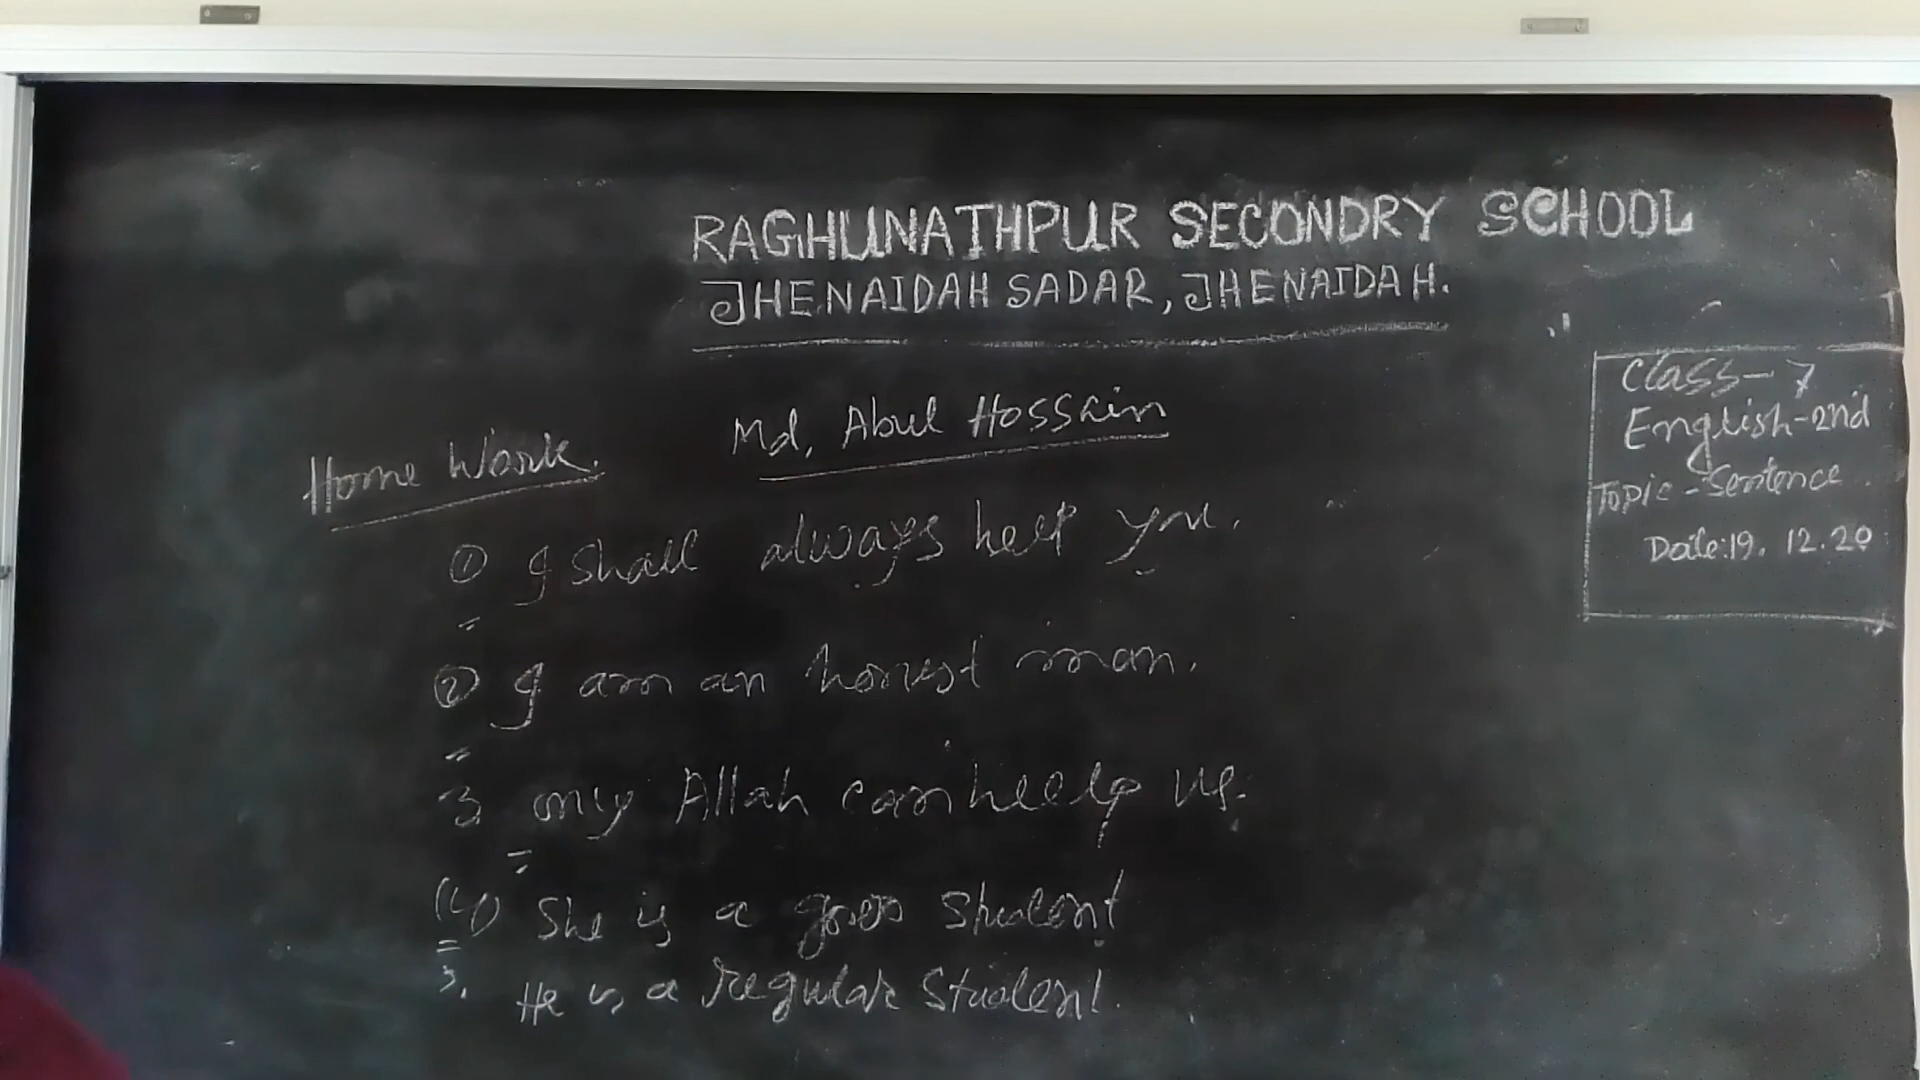 RAGHUNATHPUR SECONDRY SCHOOL
JHENAIDAH SADAR, JHENAIDAH.
Class-7
English-2nd
Topic-Sentence
Date:19. 12.20
Md, Abul Hossain
Home Work.
① I shall always help you.
② I am an honest man.
3 only Allah can heelp us.
(4) She is a good student
5. He is a regular student.